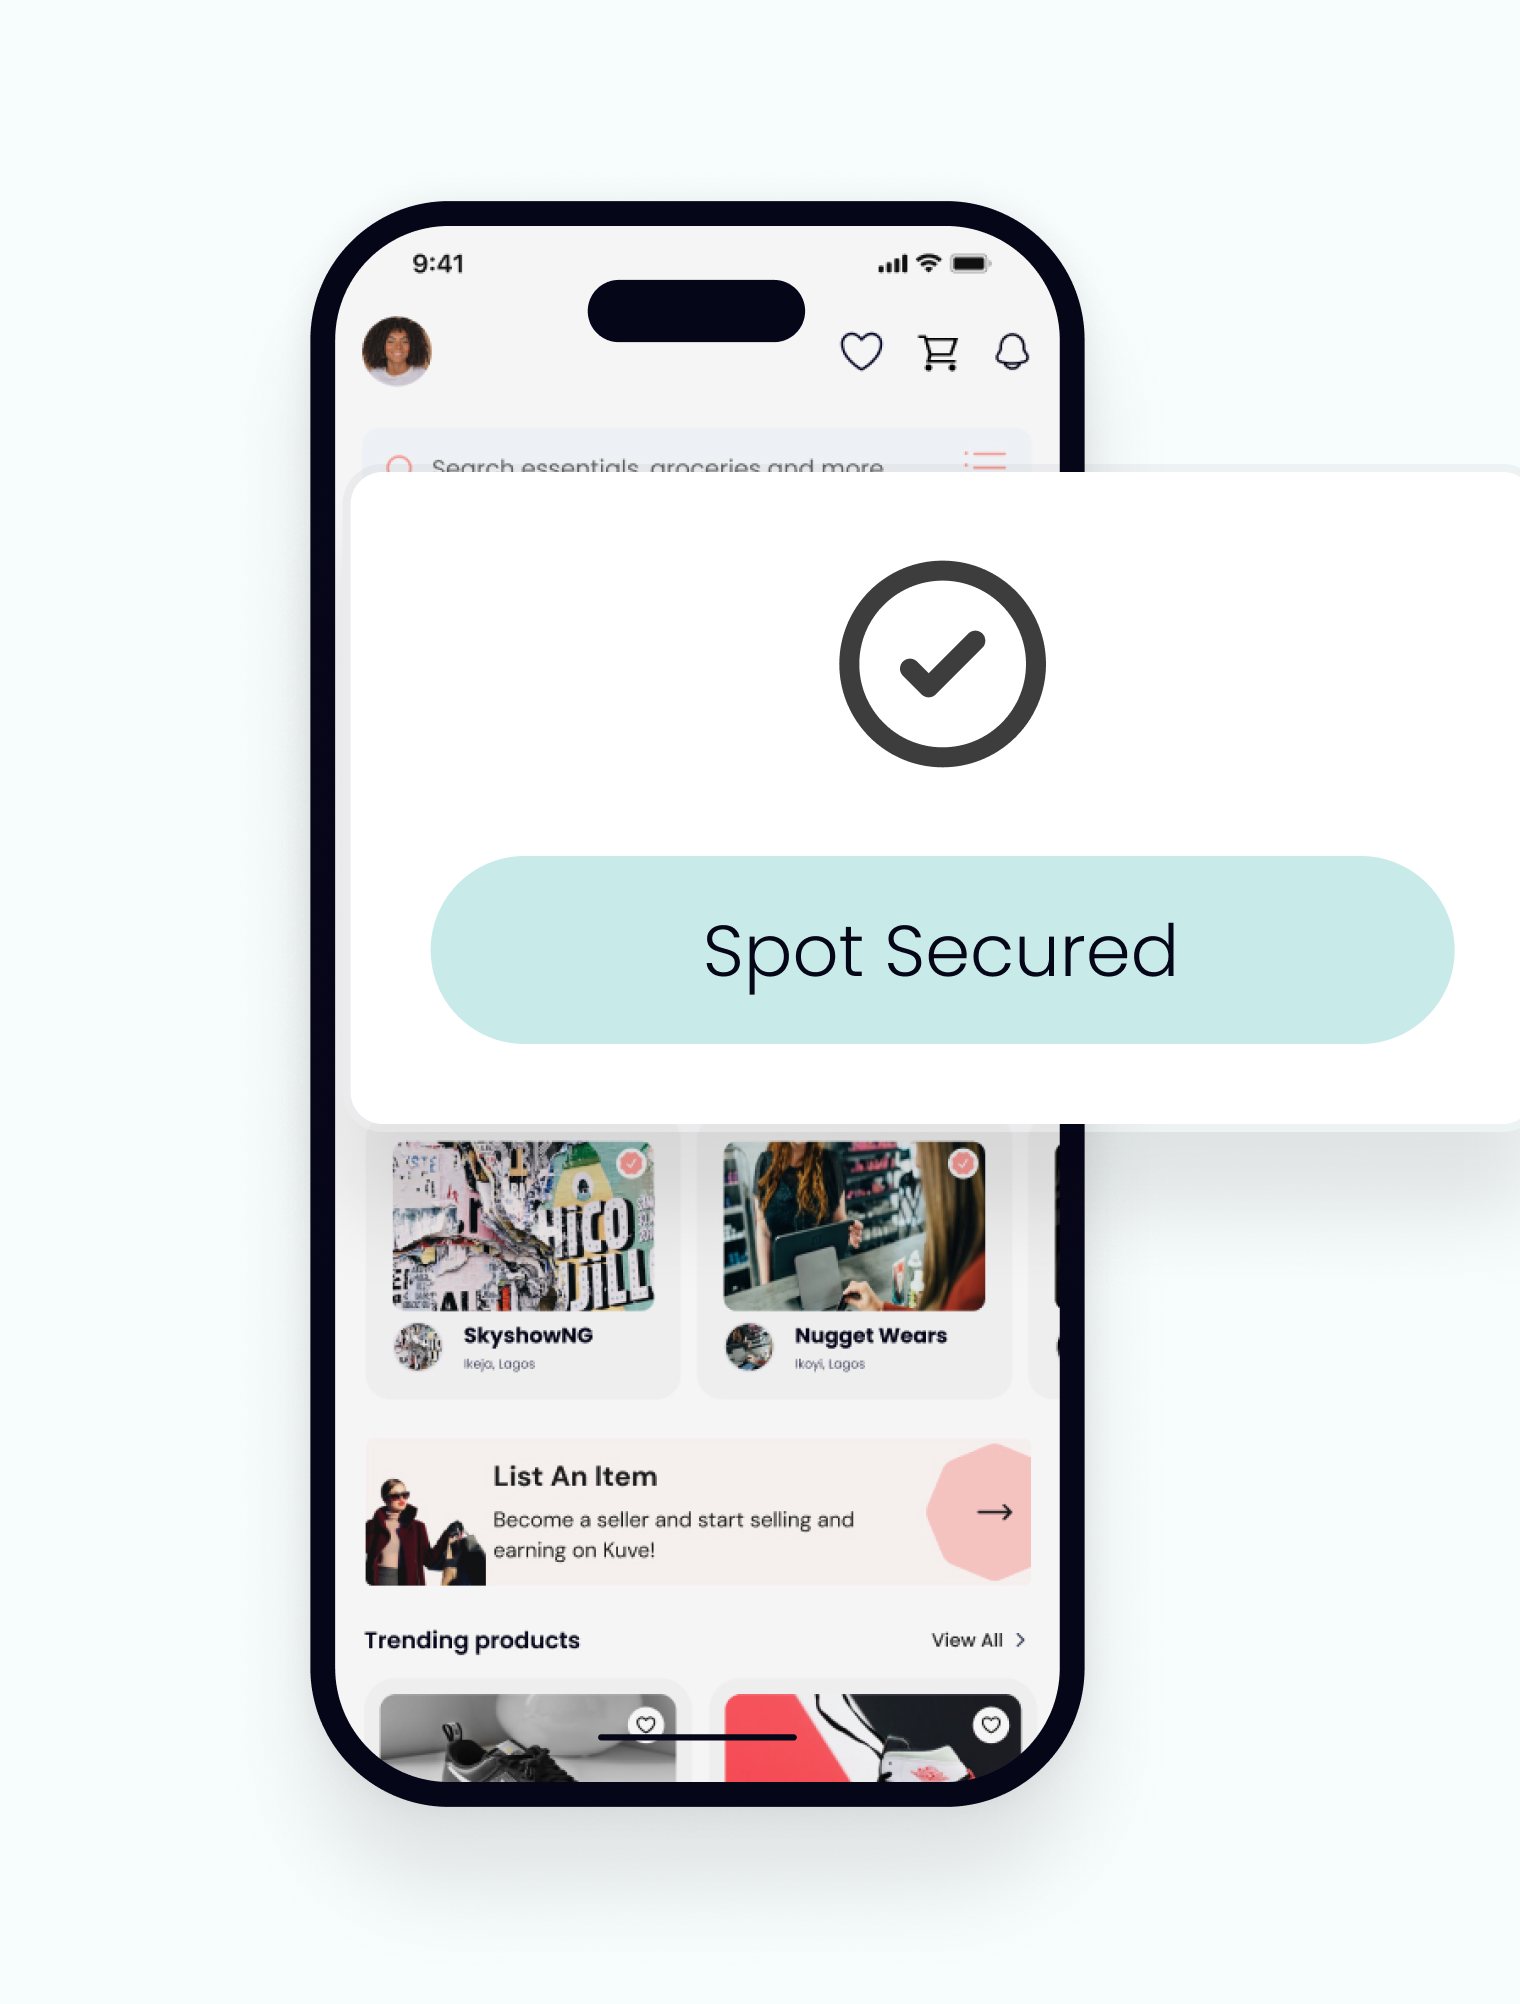 9:41
Search essentials, groceries and more
Spot Secured
HICO
JILL
SkyshowNG
Ikeja, Lagos
Nugget Wears
Ikoyi, Lagos
List An Item
Become a seller and start selling and
earning on Kuve!
Trending products
View All